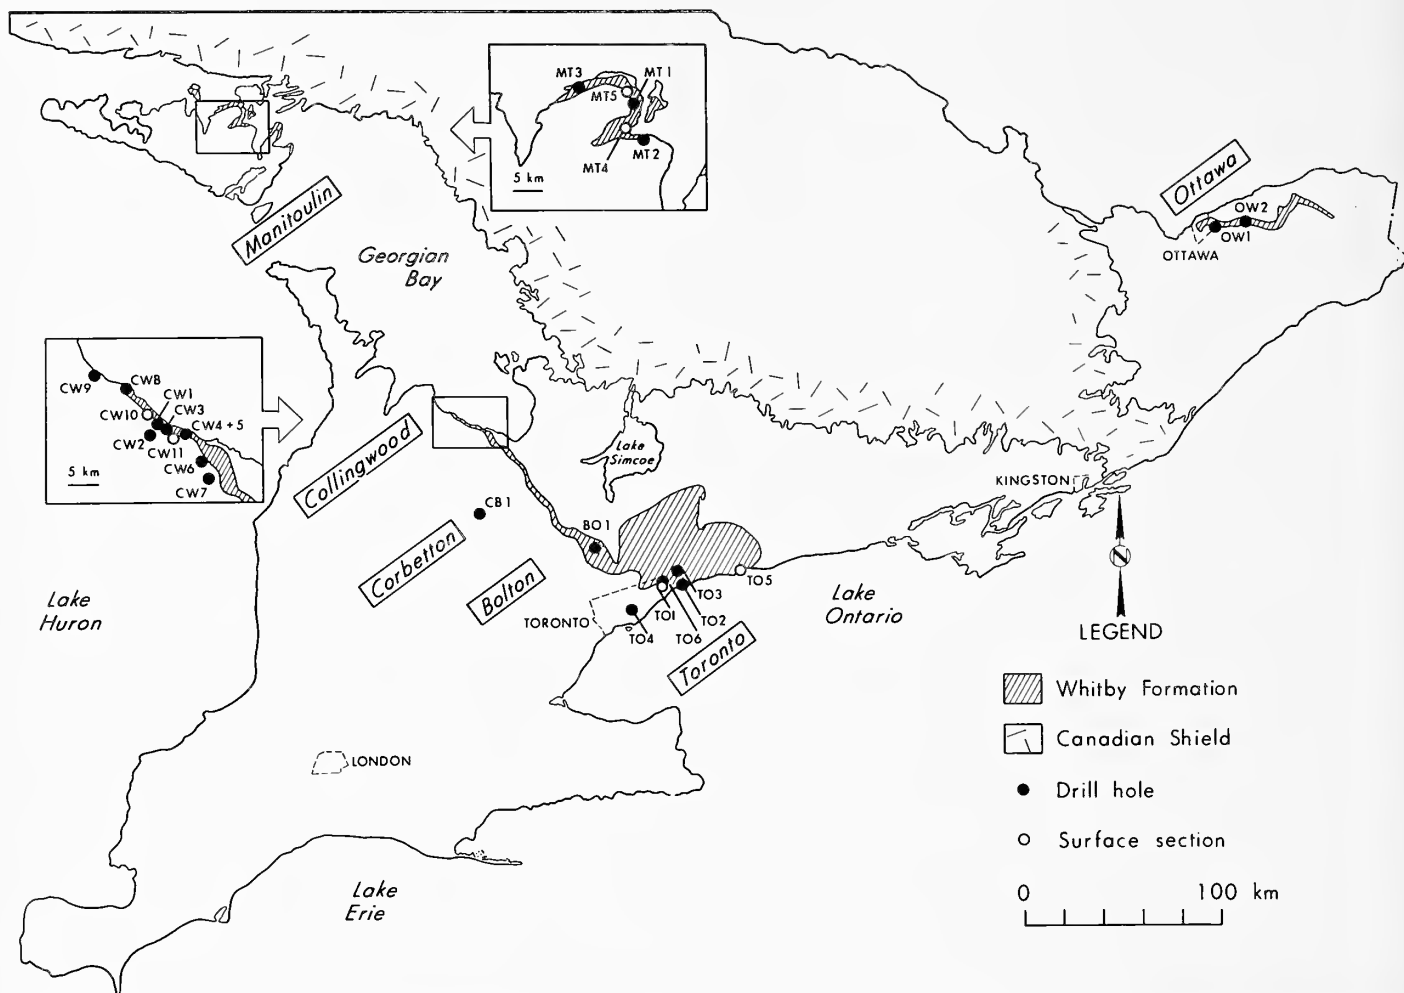 MT3
MT1
MT5
MT4
MT2
5 km
Manitoulin
Georgian
Bay
Ottawa
OW2
OW1
OTTAWA
CW9
CW8
CW1
CW3
CW10
CW4+5
CW2
CW11
CW6
CW7
5 km
Collingwood
Lake
Simcoe
KINGSTON
CB1
BO1
Corbetton
Bolton
TORONTO
TO5
TO3
TO1
TO2
TO4
TO6
Toronto
Lake
Huron
Lake
Ontario
N
LEGEND
Whitby Formation
Canadian Shield
Drill hole
Surface section
0 100 km
LONDON
Lake
Erie